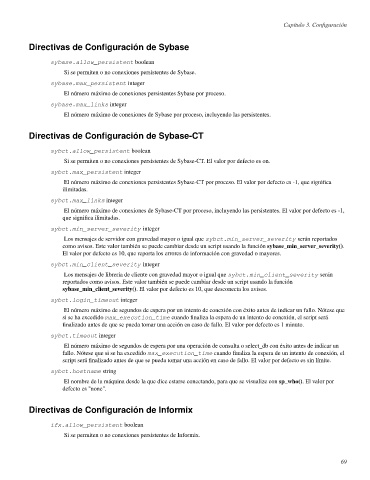 Capítulo 3. Configuración
Directivas de Configuración de Sybase
sybase.allow_persistent boolean
Si se permiten o no conexiones persistentes de Sybase.
sybase.max_persistent integer
El número máximo de conexiones persistentes Sybase por proceso.
sybase.max_links integer
El número máximo de conexiones de Sybase por proceso, incluyendo las persistentes.
Directivas de Configuración de Sybase-CT
sybct.allow_persistent boolean
Si se permiten o no conexiones persistentes de Sybase-CT. El valor por defecto es on.
sybct.max_persistent integer
El número máximo de conexiones persistentes Sybase-CT por proceso. El valor por defecto es -1, que significa
ilimitadas.
sybct.max_links integer
El número máximo de conexiones de Sybase-CT por proceso, incluyendo las persistentes. El valor por defecto es -1,
que significa ilimitadas.
sybct.min_server_severity integer
Los mensajes de servidor con gravedad mayor o igual que sybct.min_server_severity serán reportados
como avisos. Este valor también se puede cambiar desde un script usando la función sybase_min_server_severity().
El valor por defecto es 10, que reporta los errores de información con gravedad o mayores.
sybct.min_client_severity integer
Los mensajes de librería de cliente con gravedad mayor o igual que sybct.min_client_severity serán
reportados como avisos. Este valor también se puede cambiar desde un script usando la función
sybase_min_client_severity(). El valor por defecto es 10, que desconecta los avisos.
sybct.login_timeout integer
El número máximo de segundos de espera por un intento de conexión con éxito antes de indicar un fallo. Nótese que
si se ha excedido max_execution_time cuando finaliza la espera de un intento de conexión, el script será
finalizado antes de que se pueda tomar una acción en caso de fallo. El valor por defecto es 1 minuto.
sybct.timeout integer
El número máximo de segundos de espera por una operación de consulta o select_db con éxito antes de indicar un
fallo. Nótese que si se ha excedido max_execution_time cuando finaliza la espera de un intento de conexión, el
script será finalizado antes de que se pueda tomar una acción en caso de fallo. El valor por defecto es sin límite.
sybct.hostname string
El nombre de la máquina desde la que dice estarse conectando, para que se visualize con sp_who(). El valor por
defecto es "none".
Directivas de Configuración de Informix
ifx.allow_persistent boolean
Si se permiten o no conexiones persistentes de Informix.
69